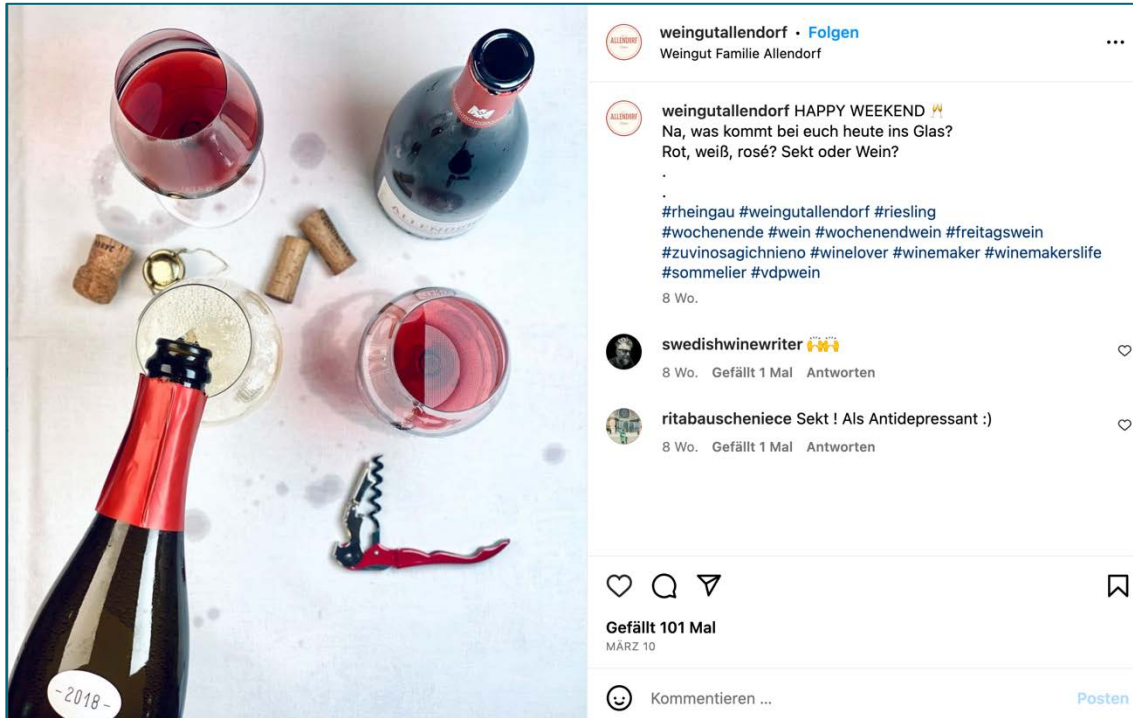 weingutallendorf • Folgen
Weingut Familie Allendorf
weingutallendorf HAPPY WEEKEND 🥂
Na, was kommt bei euch heute ins Glas?
Rot, weiß, rosé? Sekt oder Wein?
.
.
#rheingau #weingutallendorf #riesling
#wochenende #wein #wochenendwein #freitagswein
#zuvinosagichnieno #winelover #winemaker #winemakerslife
#sommelier #vdpwein
8 Wo.
swedishwinewriter 🙌🙌
8 Wo. Gefällt 1 Mal Antworten
ritabauscheniece Sekt ! Als Antidepressant :)
8 Wo. Gefällt 1 Mal Antworten
Gefällt 101 Mal
MÄRZ 10
Kommentieren ... Posten
ALLENDORF
-2018-